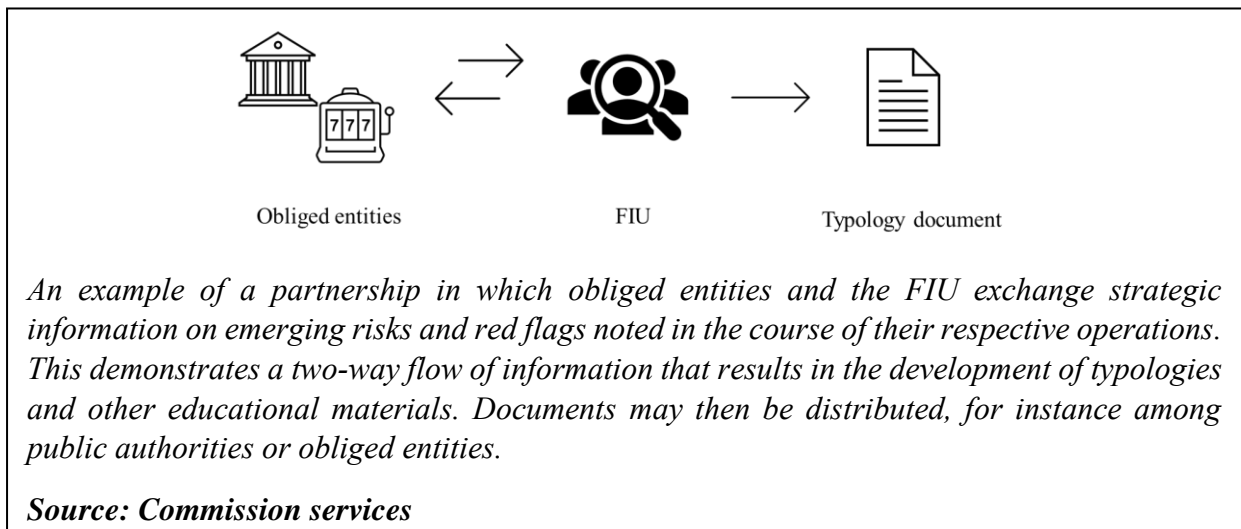 777
Obliged entities FIU Typology document
An example of a partnership in which obliged entities and the FIU exchange strategic
information on emerging risks and red flags noted in the course of their respective operations.
This demonstrates a two-way flow of information that results in the development of typologies
and other educational materials. Documents may then be distributed, for instance among
public authorities or obliged entities.
Source: Commission services